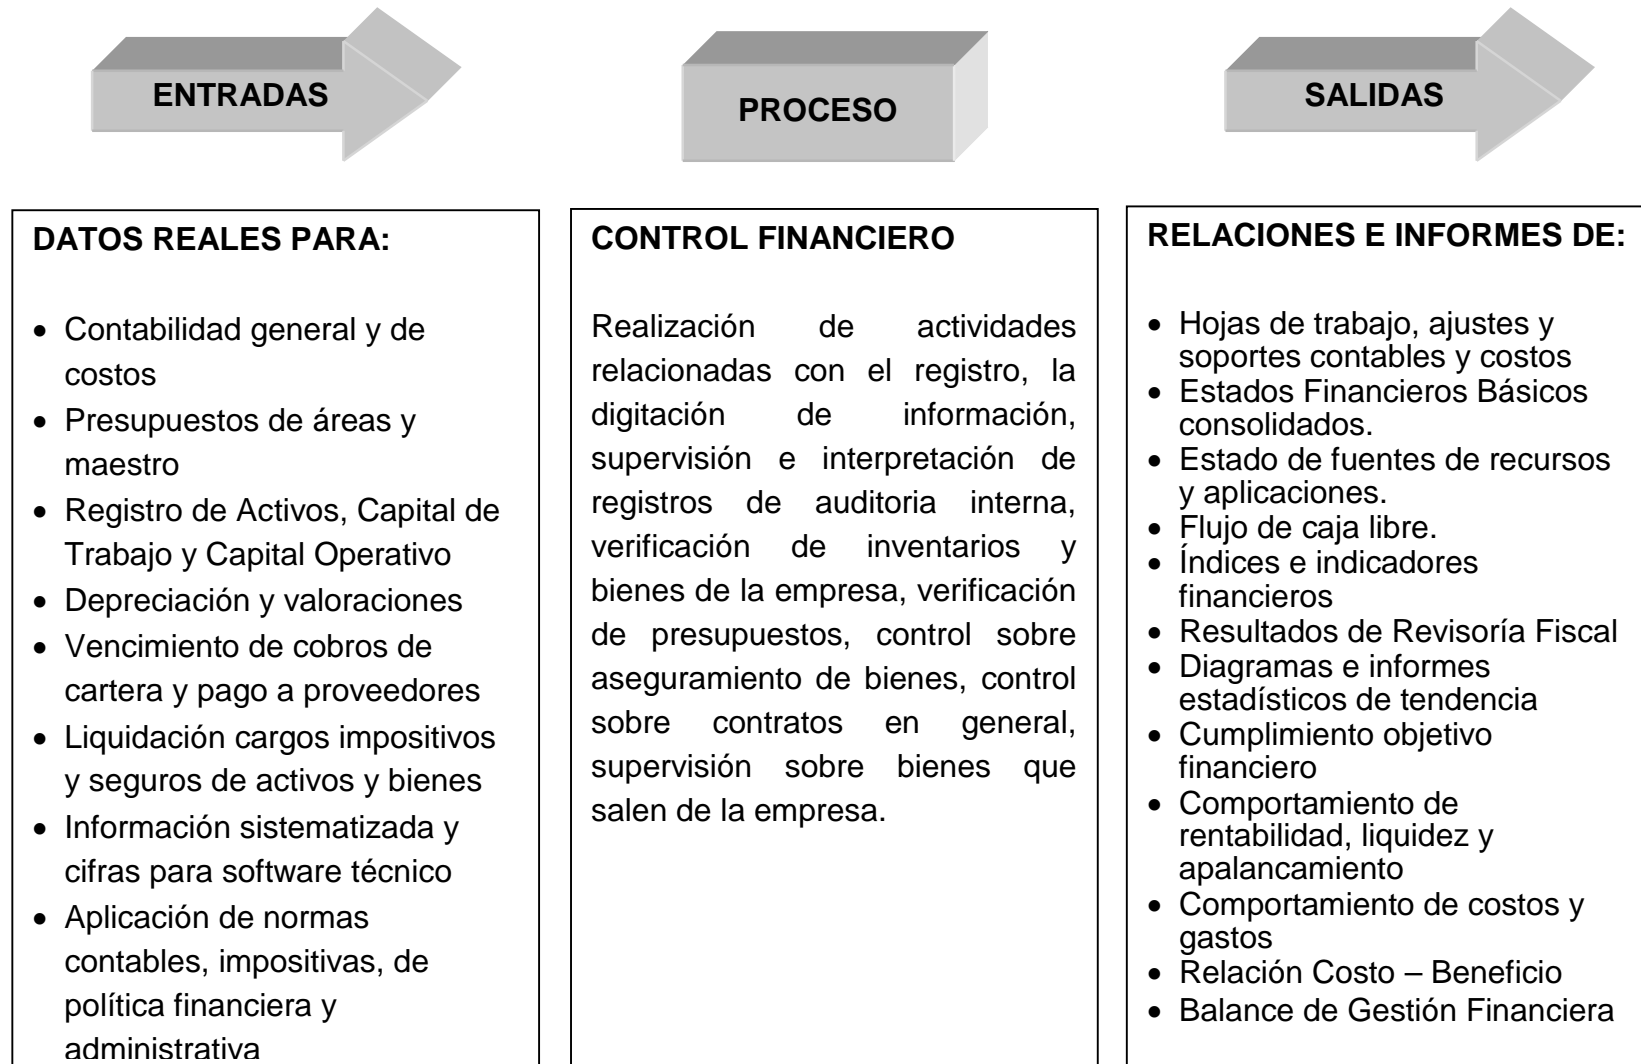 ENTRADAS
PROCESO
SALIDAS
DATOS REALES PARA:
• Contabilidad general y de
costos
• Presupuestos de áreas y
maestro
• Registro de Activos, Capital de
Trabajo y Capital Operativo
• Depreciación y valoraciones
• Vencimiento de cobros de
cartera y pago a proveedores
• Liquidación cargos impositivos
y seguros de activos y bienes
• Información sistematizada y
cifras para software técnico
• Aplicación de normas
contables, impositivas, de
política financiera y
administrativa
CONTROL FINANCIERO
Realización de actividades
relacionadas con el registro, la
digitación de información,
supervisión e interpretación de
registros de auditoria interna,
verificación de inventarios y
bienes de la empresa, verificación
de presupuestos, control sobre
aseguramiento de bienes, control
sobre contratos en general,
supervisión sobre bienes que
salen de la empresa.
RELACIONES E INFORMES DE:
• Hojas de trabajo, ajustes y
soportes contables y costos
• Estados Financieros Básicos
consolidados.
• Estado de fuentes de recursos
y aplicaciones.
• Flujo de caja libre.
• Índices e indicadores
financieros
• Resultados de Revisoría Fiscal
• Diagramas e informes
estadísticos de tendencia
• Cumplimiento objetivo
financiero
• Comportamiento de
rentabilidad, liquidez y
apalancamiento
• Comportamiento de costos y
gastos
• Relación Costo – Beneficio
• Balance de Gestión Financiera